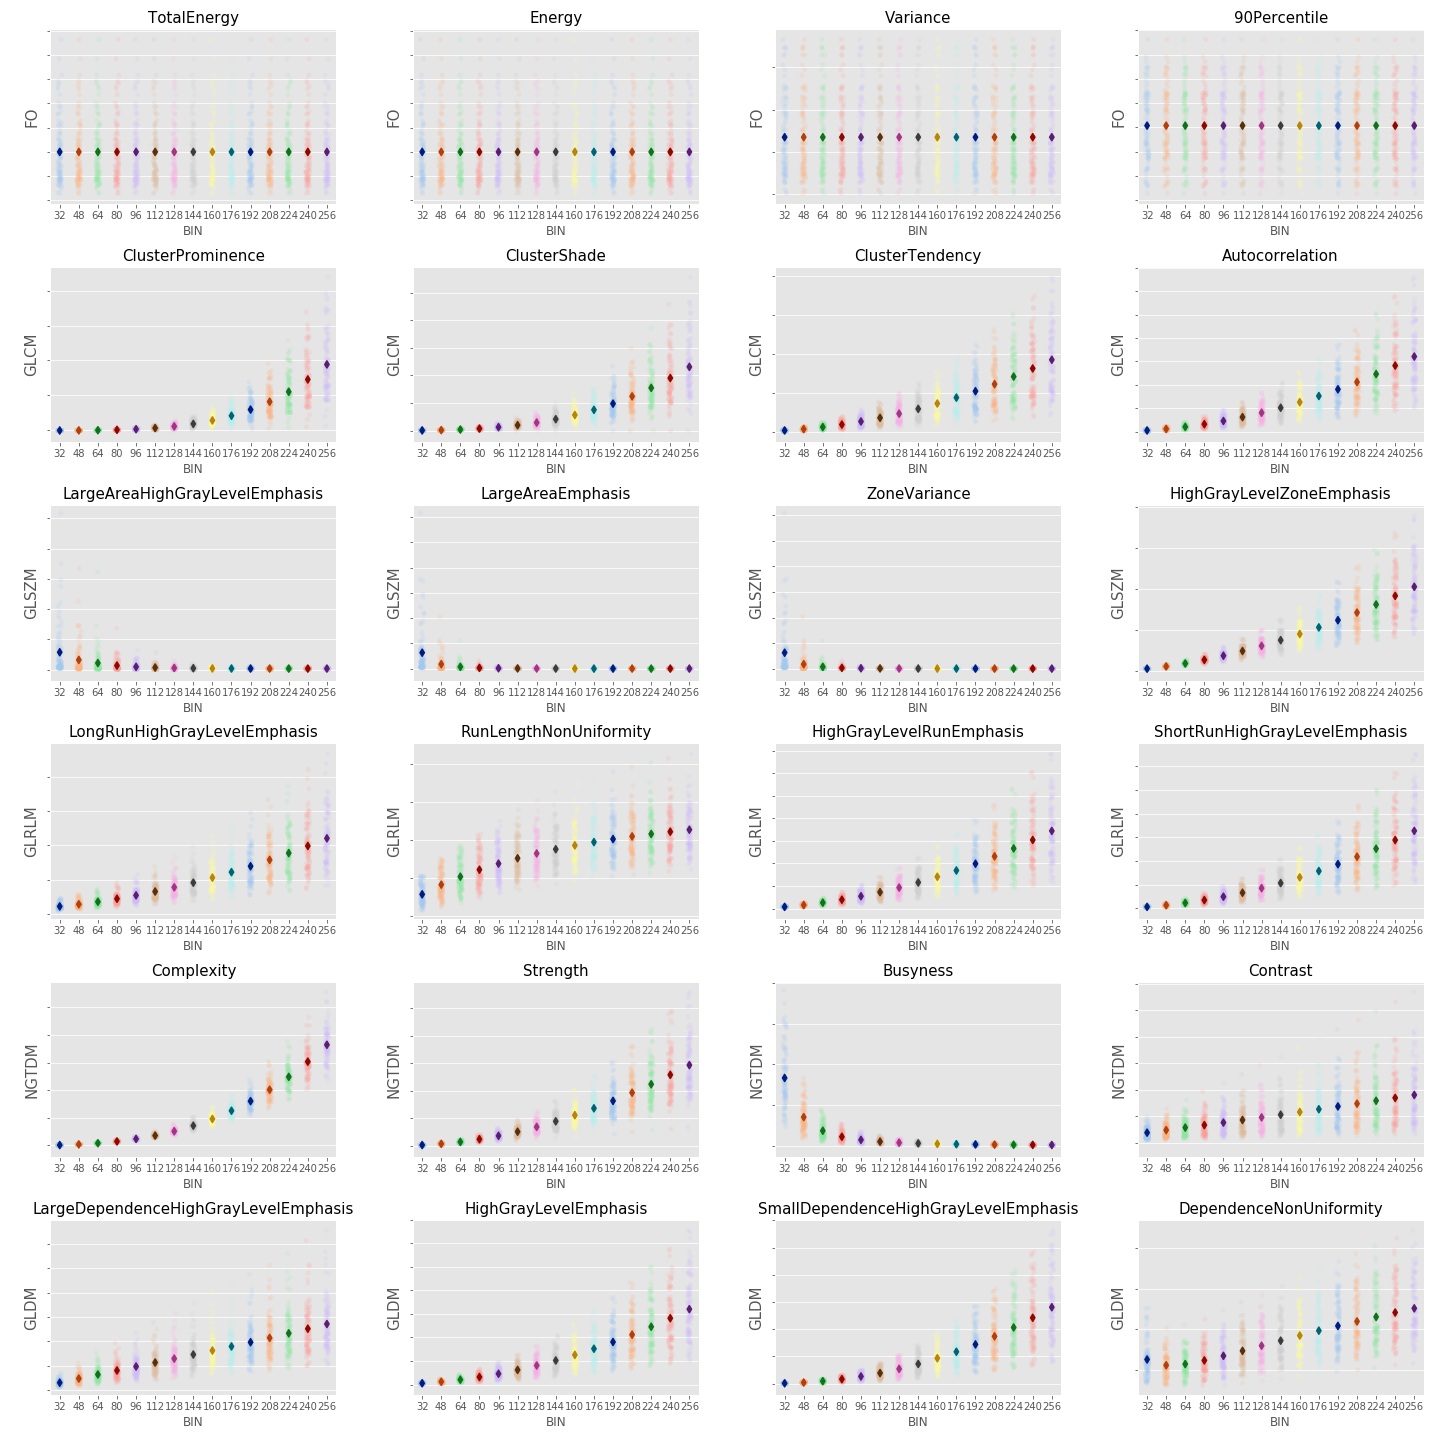 TotalEnergy Energy Variance 90Percentile
FO FO FO FO
32 48 64 80 96 112 128 144 160 176 192 208 224 240 256 32 48 64 80 96 112 128 144 160 176 192 208 224 240 256 32 48 64 80 96 112 128 144 160 176 192 208 224 240 256 32 48 64 80 96 112 128 144 160 176 192 208 224 240 256
BIN BIN BIN BIN
ClusterProminence ClusterShade ClusterTendency Autocorrelation
GLCM GLCM GLCM GLCM
32 48 64 80 96 112 128 144 160 176 192 208 224 240 256 32 48 64 80 96 112 128 144 160 176 192 208 224 240 256 32 48 64 80 96 112 128 144 160 176 192 208 224 240 256 32 48 64 80 96 112 128 144 160 176 192 208 224 240 256
BIN BIN BIN BIN
LargeAreaHighGrayLevelEmphasis LargeAreaEmphasis ZoneVariance HighGrayLevelZoneEmphasis
GLSZM GLSZM GLSZM GLSZM
32 48 64 80 96 112 128 144 160 176 192 208 224 240 256 32 48 64 80 96 112 128 144 160 176 192 208 224 240 256 32 48 64 80 96 112 128 144 160 176 192 208 224 240 256 32 48 64 80 96 112 128 144 160 176 192 208 224 240 256
BIN BIN BIN BIN
LongRunHighGrayLevelEmphasis RunLengthNonUniformity HighGrayLevelRunEmphasis ShortRunHighGrayLevelEmphasis
GLRLM GLRLM GLRLM GLRLM
32 48 64 80 96 112 128 144 160 176 192 208 224 240 256 32 48 64 80 96 112 128 144 160 176 192 208 224 240 256 32 48 64 80 96 112 128 144 160 176 192 208 224 240 256 32 48 64 80 96 112 128 144 160 176 192 208 224 240 256
BIN BIN BIN BIN
Complexity Strength Busyness Contrast
NGTDM NGTDM NGTDM NGTDM
32 48 64 80 96 112 128 144 160 176 192 208 224 240 256 32 48 64 80 96 112 128 144 160 176 192 208 224 240 256 32 48 64 80 96 112 128 144 160 176 192 208 224 240 256 32 48 64 80 96 112 128 144 160 176 192 208 224 240 256
BIN BIN BIN BIN
LargeDependenceHighGrayLevelEmphasis HighGrayLevelEmphasis SmallDependenceHighGrayLevelEmphasis DependenceNonUniformity
GLDM GLDM GLDM GLDM
32 48 64 80 96 112 128 144 160 176 192 208 224 240 256 32 48 64 80 96 112 128 144 160 176 192 208 224 240 256 32 48 64 80 96 112 128 144 160 176 192 208 224 240 256 32 48 64 80 96 112 128 144 160 176 192 208 224 240 256
BIN BIN BIN BIN